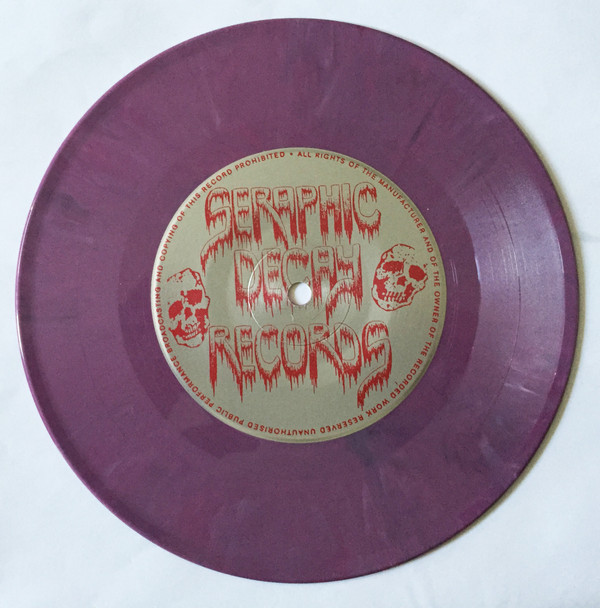 SERAPHIC
DECAY
RECORDS
ALL RIGHTS OF THE MANUFACTURER AND OF THE OWNER OF THE RECORDED WORK RESERVED UNAUTHORISED PUBLIC PERFORMANCE BROADCASTING AND COPYING OF THIS RECORD PROHIBITED •